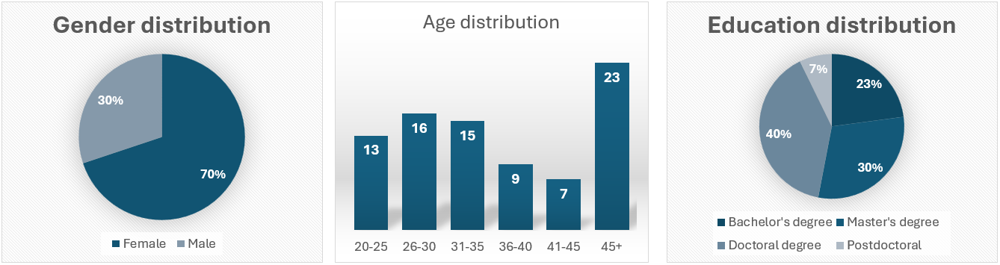 Gender distribution
30%
70%
Female Male
Age distribution
13
16
15
9
7
23
20-25 26-30 31-35 36-40 41-45 45+
Education distribution
7%
23%
40%
30%
Bachelor's degree Master's degree
Doctoral degree Postdoctoral